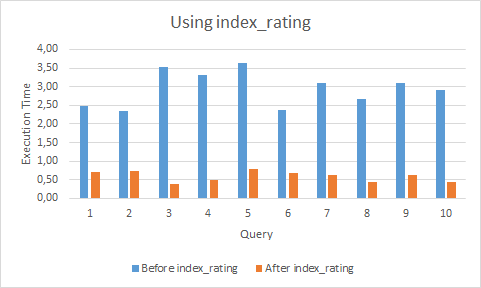 Using index_rating
4,00
3,50
3,00
2,50
2,00
1,50
1,00
0,50
0,00
Execution Time
1 2 3 4 5 6 7 8 9 10
Query
Before index_rating After index_rating